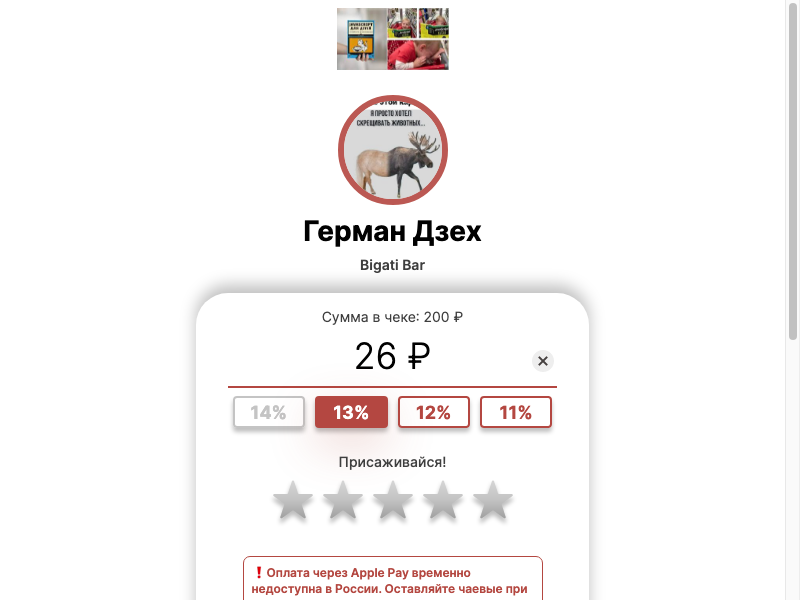 Я ПРОСТО ХОТЕЛ
СКРЕЩИВАТЬ ЖИВОТНЫХ...
Герман Дзех
Bigati Bar
Сумма в чеке: 200 ₽
26 ₽
14% 13% 12% 11%
Присаживайся!
❗ Оплата через Apple Pay временно
недоступна в России. Оставляйте чаевые при